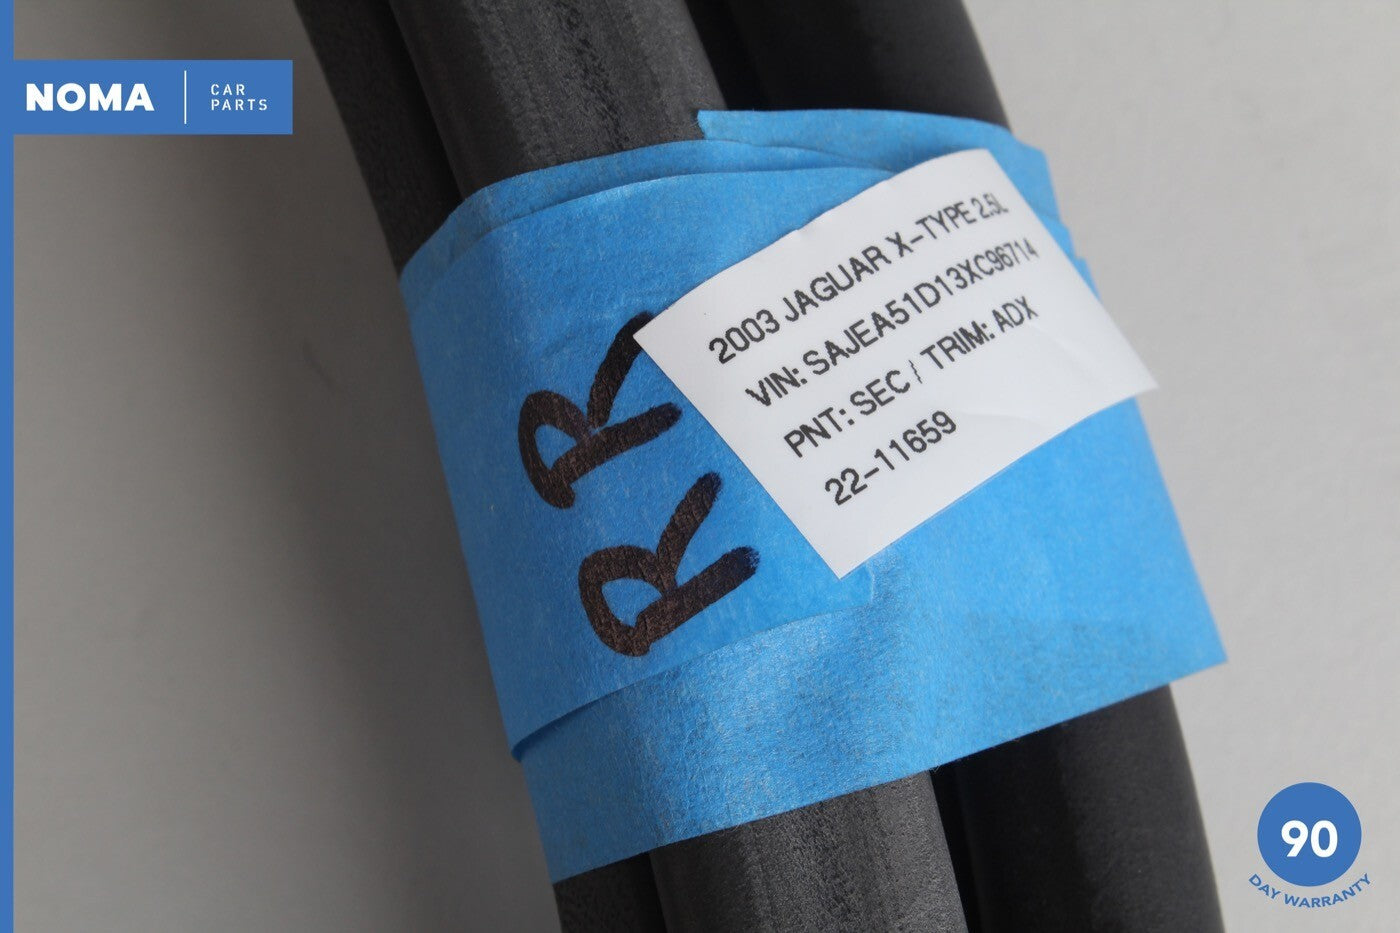 NOMA
CAR
PARTS
2003 JAGUAR X-TYPE 2.5L
VIN: SAJEA51D13XC96714
PNT: SEC / TRIM: ADX
22-11659
RR
90
DAY WARRANTY